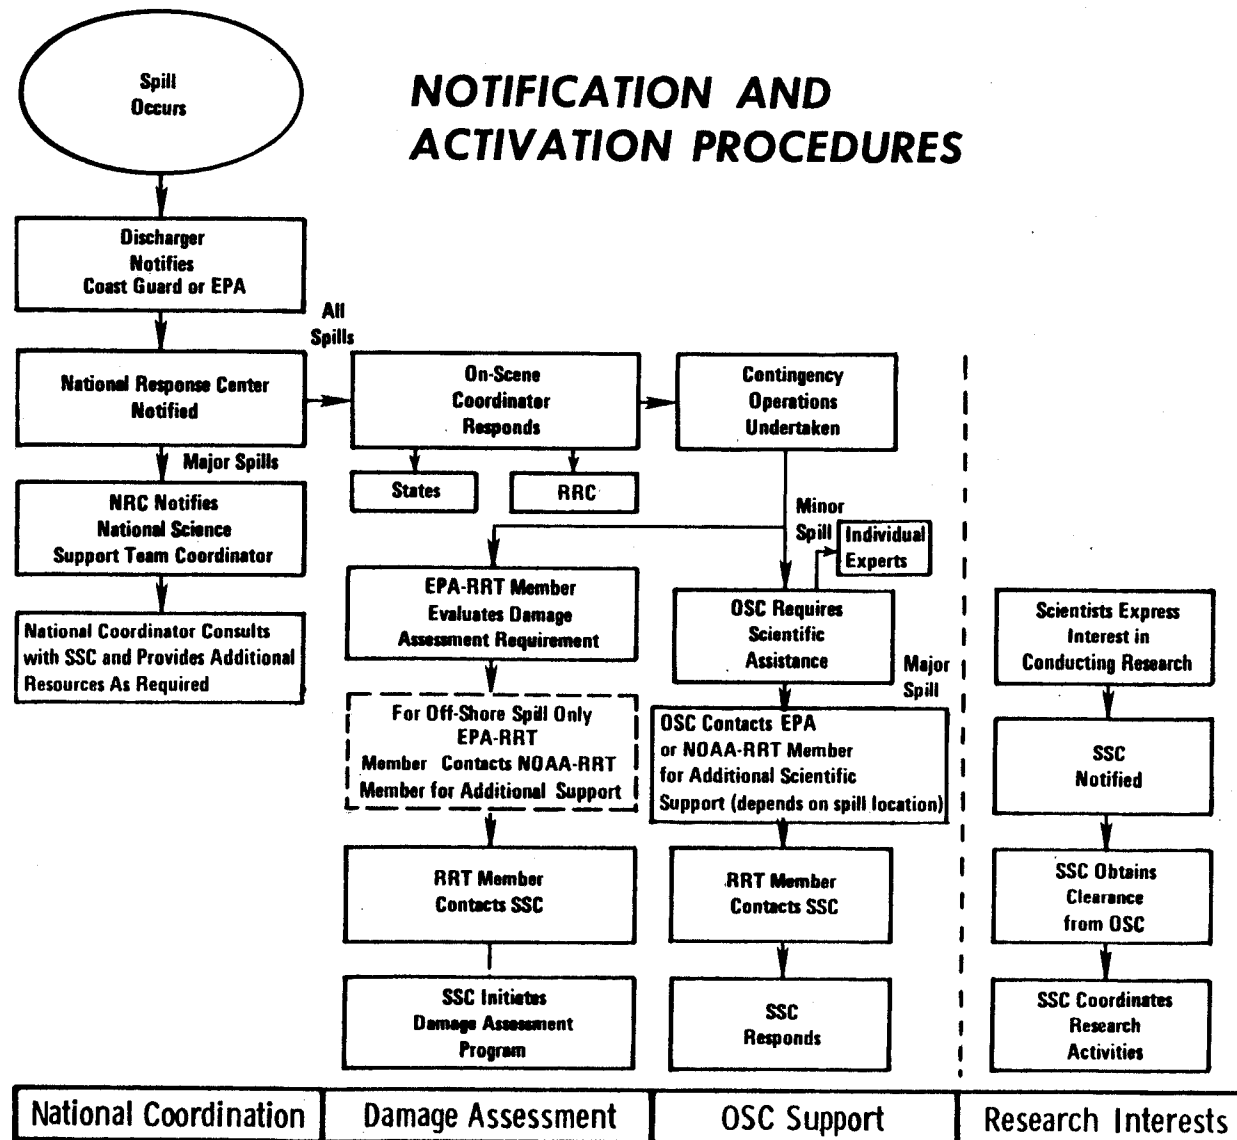 Spill
Occurs
NOTIFICATION AND
ACTIVATION PROCEDURES
Discharger
Notifies
Coast Guard or EPA
All
Spills
National Response Center
Notified
On-Scene
Coordinator
Responds
Contingency
Operations
Undertaken
Major Spills
States
RRC
NRC Notifies
National Science
Support Team Coordinator
Minor
Spill
Individual
Experts
EPA-RRT Member
Evaluates Damage
Assessment Requirement
OSC Requires
Scientific
Assistance
Scientists Express
Interest in
Conducting Research
National Coordinator Consults
with SSC and Provides Additional
Resources As Required
Major
Spill
For Off-Shore Spill Only
EPA-RRT
Member Contacts NOAA-RRT
Member for Additional Support
OSC Contacts EPA
or NOAA-RRT Member
for Additional Scientific
Support (depends on spill location)
SSC
Notified
RRT Member
Contacts SSC
RRT Member
Contacts SSC
SSC Obtains
Clearance
from OSC
SSC Initiates
Damage Assessment
Program
SSC
Responds
SSC Coordinates
Research
Activities
National Coordination
Damage Assessment
OSC Support
Research Interests